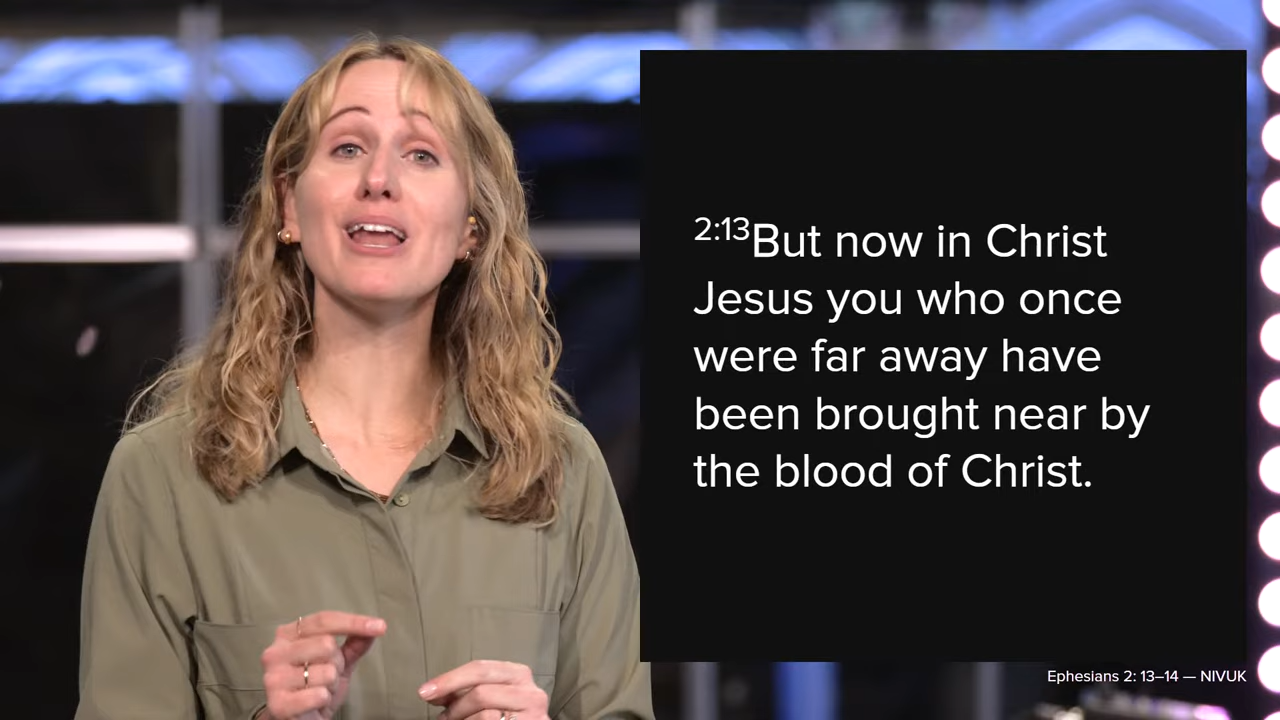 2:13But now in Christ
Jesus you who once
were far away have
been brought near by
the blood of Christ.
Ephesians 2: 13–14 — NIVUK